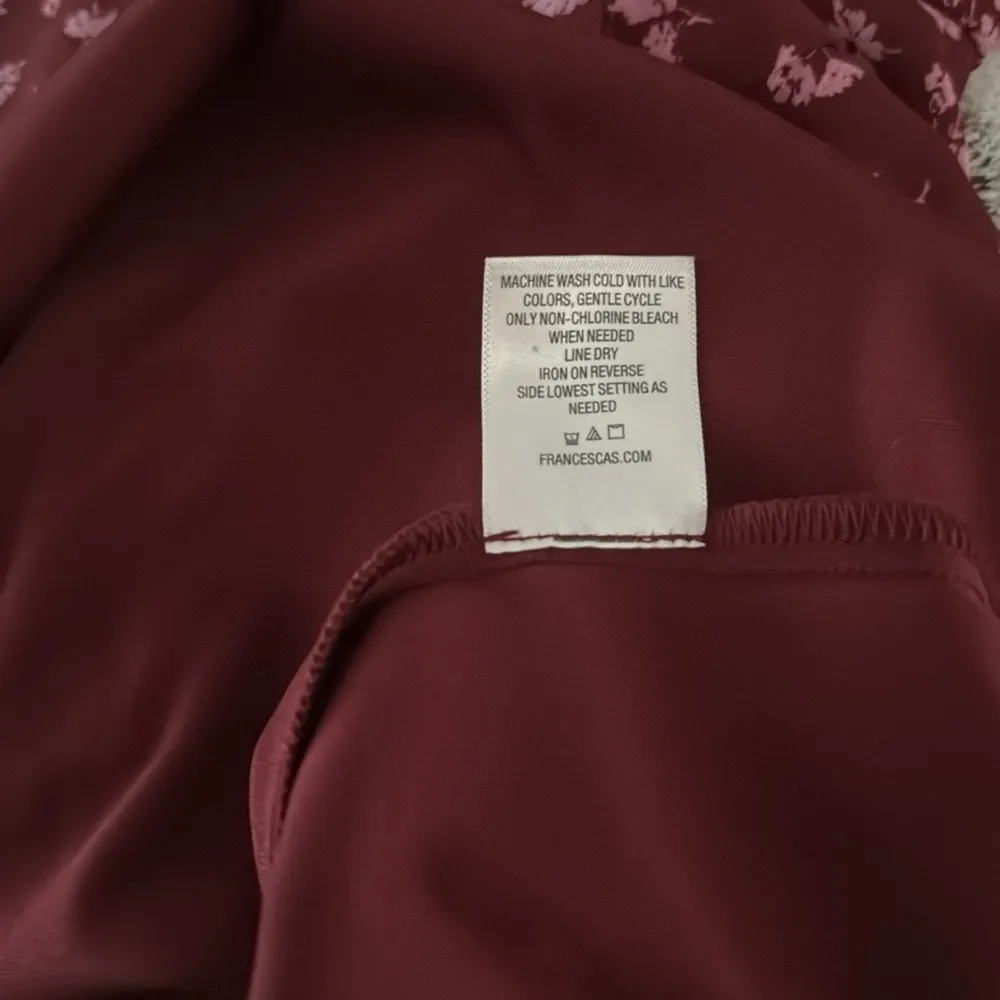 MACHINE WASH COLD WITH LIKE
COLORS, GENTLE CYCLE
ONLY NON-CHLORINE BLEACH
WHEN NEEDED
LINE DRY
IRON ON REVERSE
SIDE LOWEST SETTING AS
NEEDED
FRANCESCAS.COM